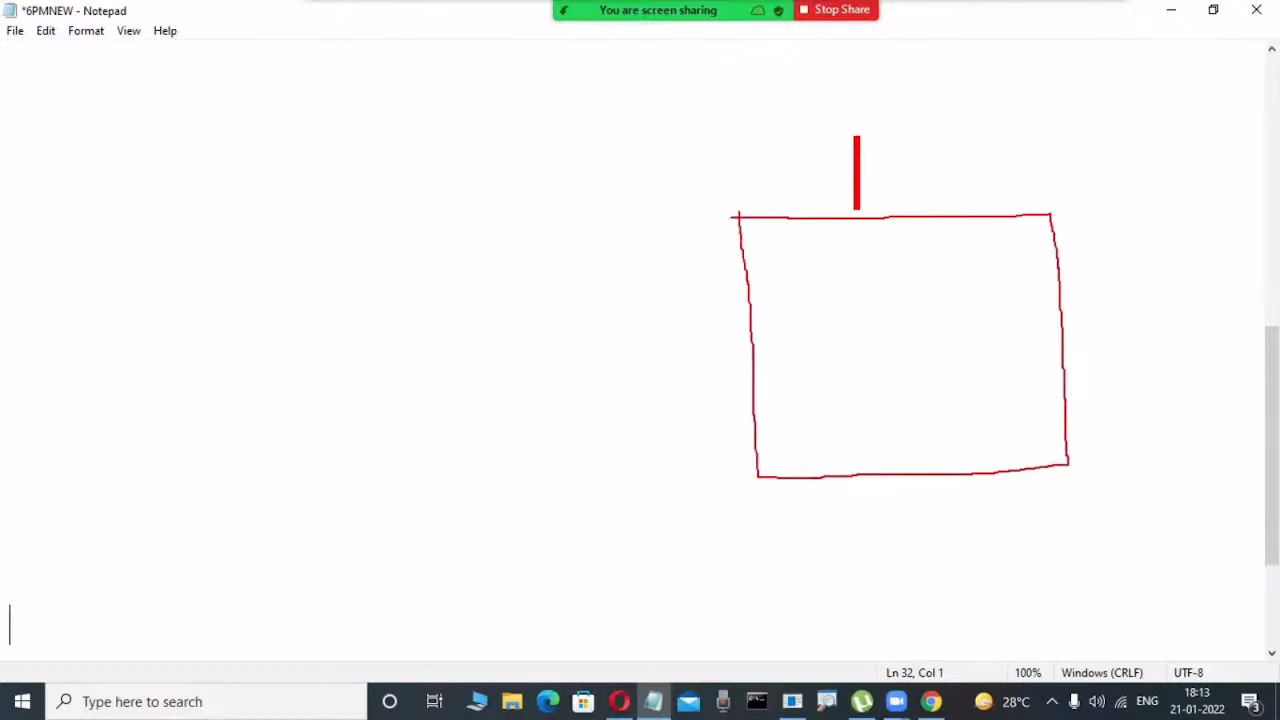 *6PMNEW - Notepad
You are screen sharing
Stop Share
File Edit Format View Help
Ln 32, Col 1 100% Windows (CRLF) UTF-8
Type here to search
28°C
ENG
18:13
21-01-2022
3